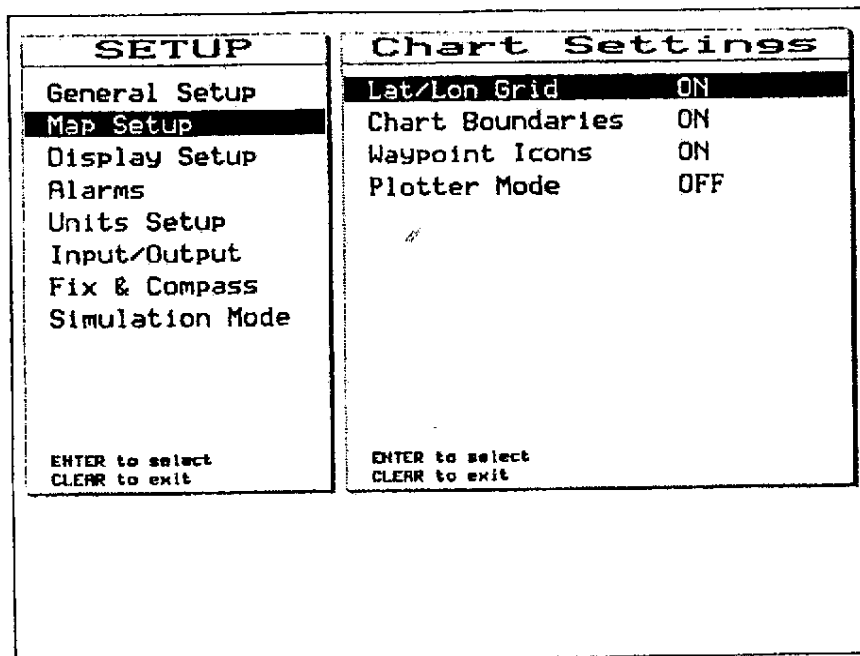 SETUP
General Setup
Map Setup
Display Setup
Alarms
Units Setup
Input/Output
Fix & Compass
Simulation Mode
ENTER to select
CLEAR to exit
Chart Settings
Lat/Lon Grid ON
Chart Boundaries ON
Waypoint Icons ON
Plotter Mode OFF
ENTER to select
CLEAR to exit